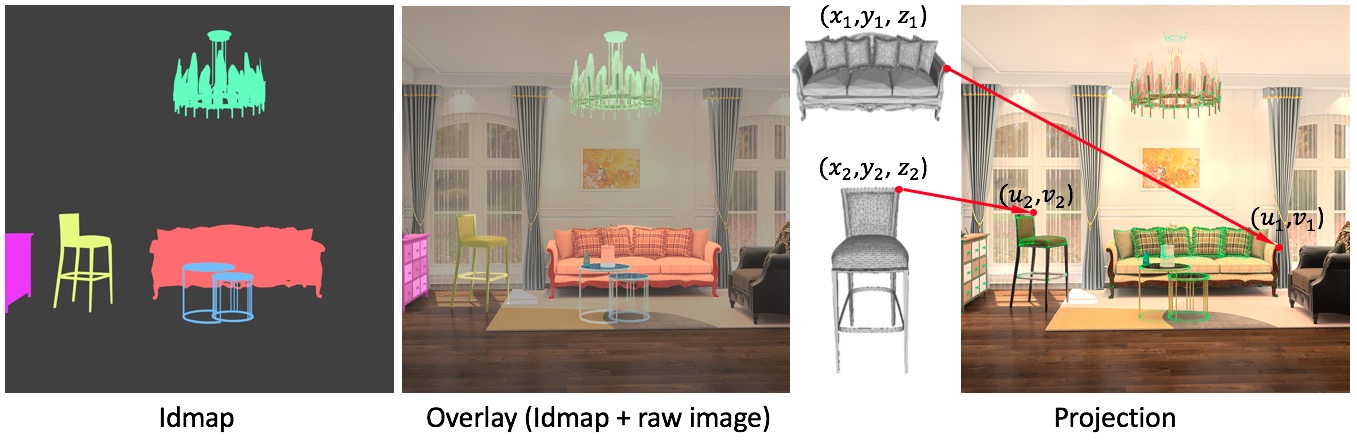 (x₁,y₁, z₁)
(x₂,y₂, z₂)
(u₂,v₂)
(u₁,v₁)
Idmap
Overlay (Idmap + raw image)
Projection